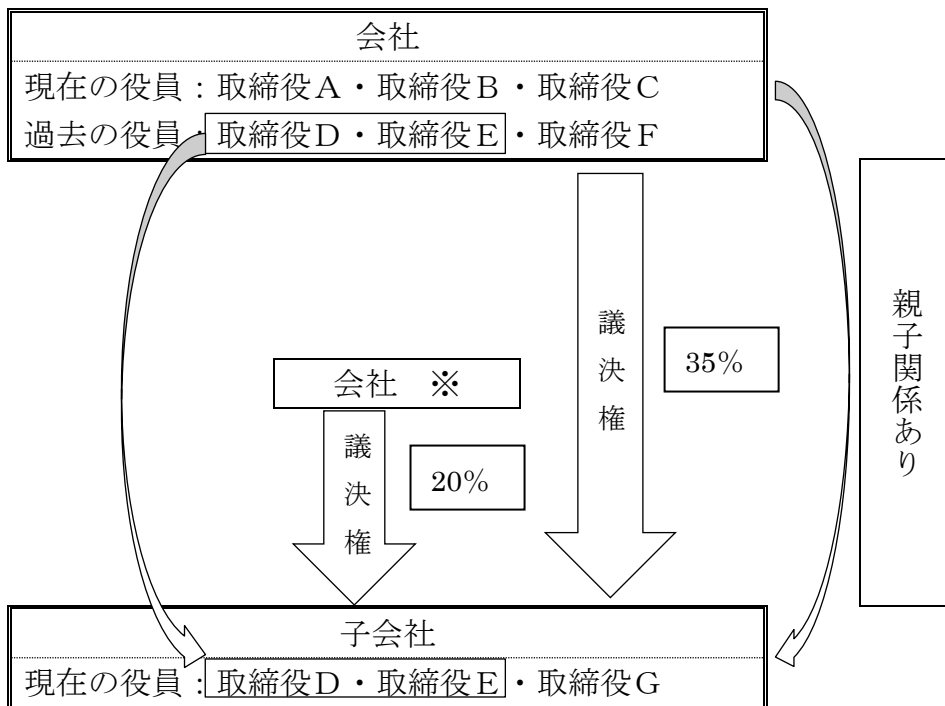 会社
現在の役員：取締役Ａ・取締役Ｂ・取締役Ｃ
過去の役員：取締役Ｄ・取締役Ｅ・取締役Ｆ
議決権
35%
親子関係あり
会社　※
議決権
20%
子会社
現在の役員：取締役Ｄ・取締役Ｅ・取締役Ｇ